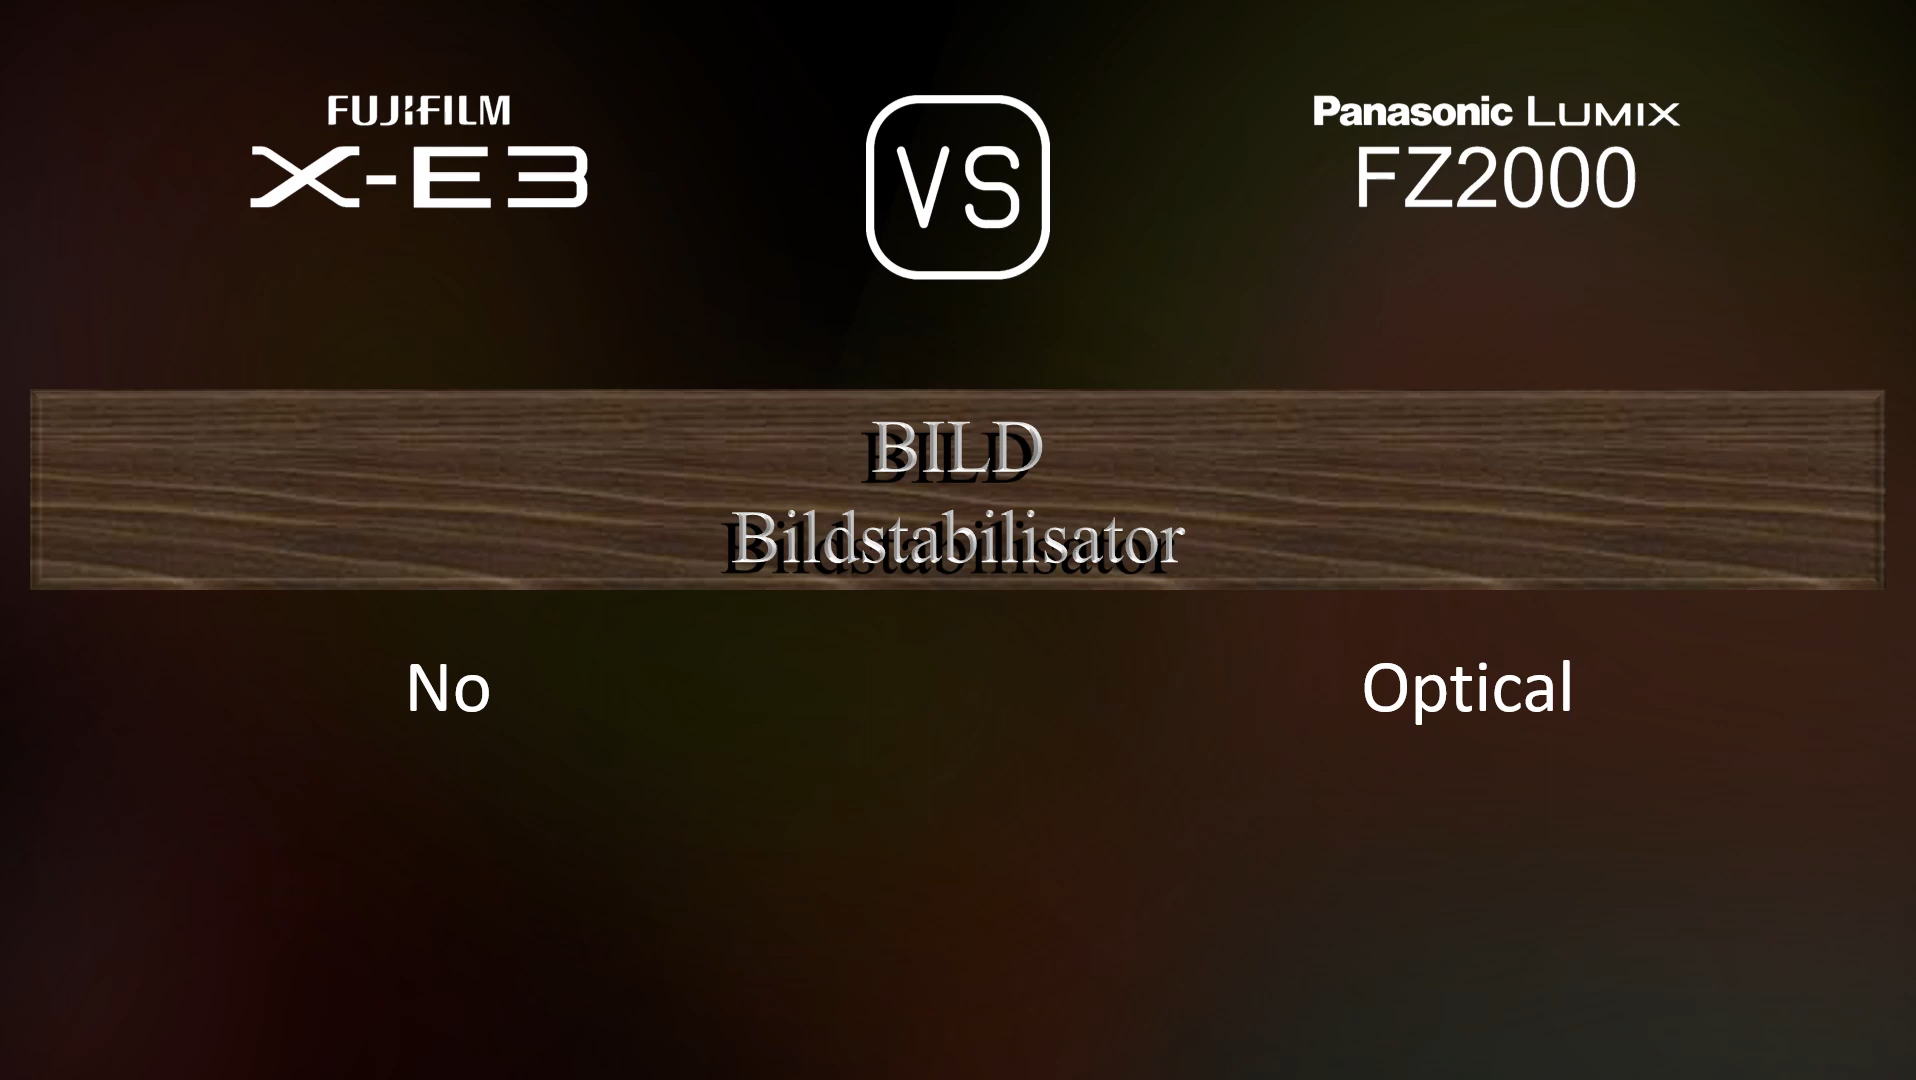 FUJIFILM
X-E3
VS
Panasonic LUMIX
FZ2000
BILD
Bildstabilisator
No
Optical